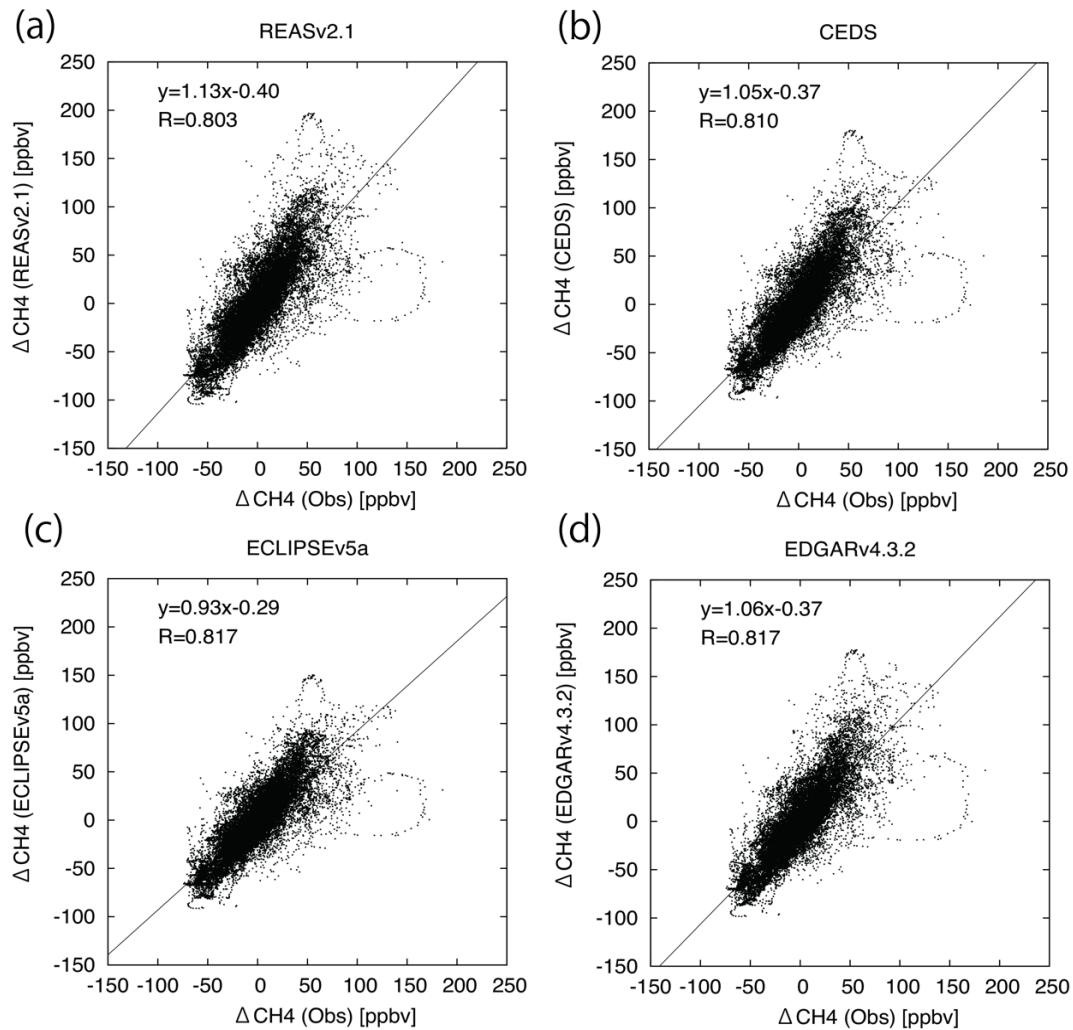 (a)
REASv2.1
y=1.13x-0.40
R=0.803
Δ CH4 (REASv2.1) [ppbv]
250
200
150
100
50
0
-50
-100
-150
-150 -100 -50 0 50 100 150 200 250
Δ CH4 (Obs) [ppbv]
(b)
CEDS
y=1.05x-0.37
R=0.810
Δ CH4 (CEDS) [ppbv]
250
200
150
100
50
0
-50
-100
-150
-150 -100 -50 0 50 100 150 200 250
Δ CH4 (Obs) [ppbv]
(c)
ECLIPSEv5a
y=0.93x-0.29
R=0.817
Δ CH4 (ECLIPSEv5a) [ppbv]
250
200
150
100
50
0
-50
-100
-150
-150 -100 -50 0 50 100 150 200 250
Δ CH4 (Obs) [ppbv]
(d)
EDGARv4.3.2
y=1.06x-0.37
R=0.817
Δ CH4 (EDGARv4.3.2) [ppbv]
250
200
150
100
50
0
-50
-100
-150
-150 -100 -50 0 50 100 150 200 250
Δ CH4 (Obs) [ppbv]